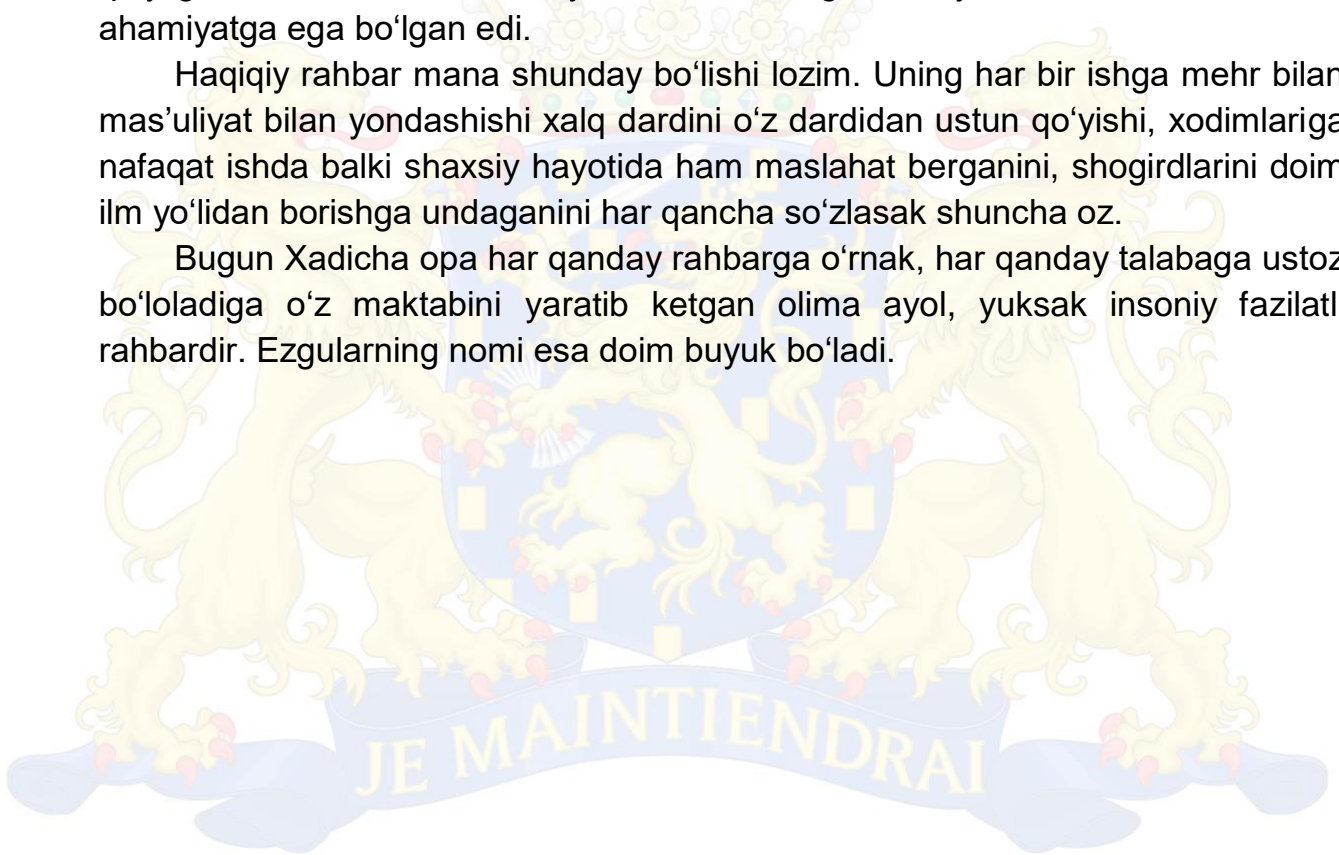 ahamiyatga ega bo‘lgan edi.
Haqiqiy rahbar mana shunday bo‘lishi lozim. Uning har bir ishga mehr bilan
mas’uliyat bilan yondashishi xalq dardini o‘z dardidan ustun qo‘yishi, xodimlariga
nafaqat ishda balki shaxsiy hayotida ham maslahat berganini, shogirdlarini doim
ilm yo‘lidan borishga undaganini har qancha so‘zlasak shuncha oz.
Bugun Xadicha opa har qanday rahbarga o‘rnak, har qanday talabaga ustoz
bo‘loladiga o‘z maktabini yaratib ketgan olima ayol, yuksak insoniy fazilatli
rahbardir. Ezgularning nomi esa doim buyuk bo‘ladi.
JE MAINTIENDRAI